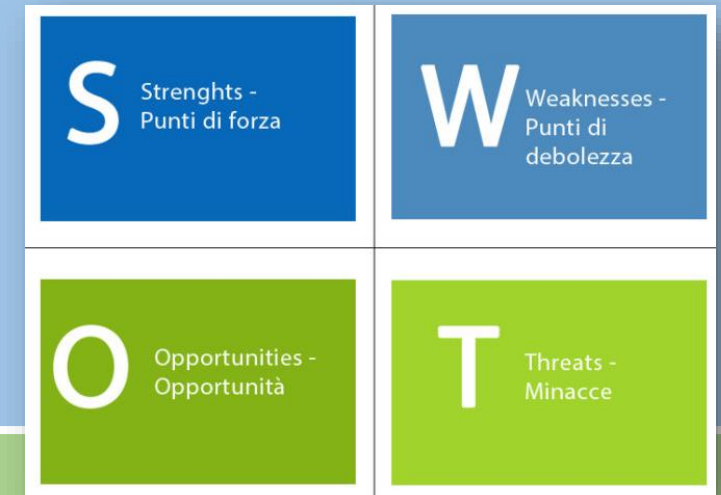 S
Strenghts -
Punti di forza
W
Weaknesses -
Punti di
debolezza
O
Opportunities -
Opportunità
T
Threats -
Minacce